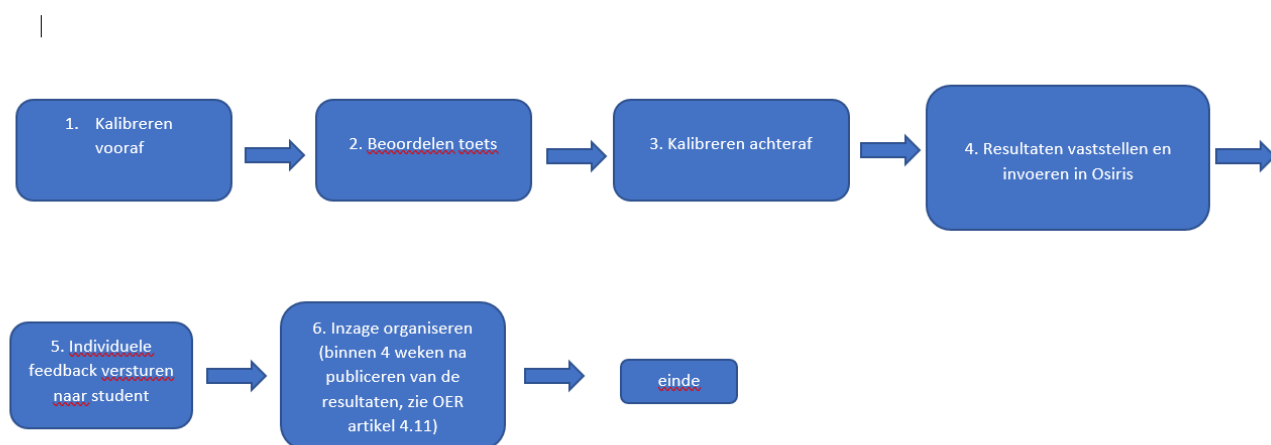 1. Kalibreren
vooraf
2. Beoordelen toets
3. Kalibreren achteraf
4. Resultaten vaststellen en
invoeren in Osiris
5. Individuele
feedback versturen
naar student
6. Inzage organiseren
(binnen 4 weken na
publiceren van de
resultaten, zie OER
artikel 4.11)
einde